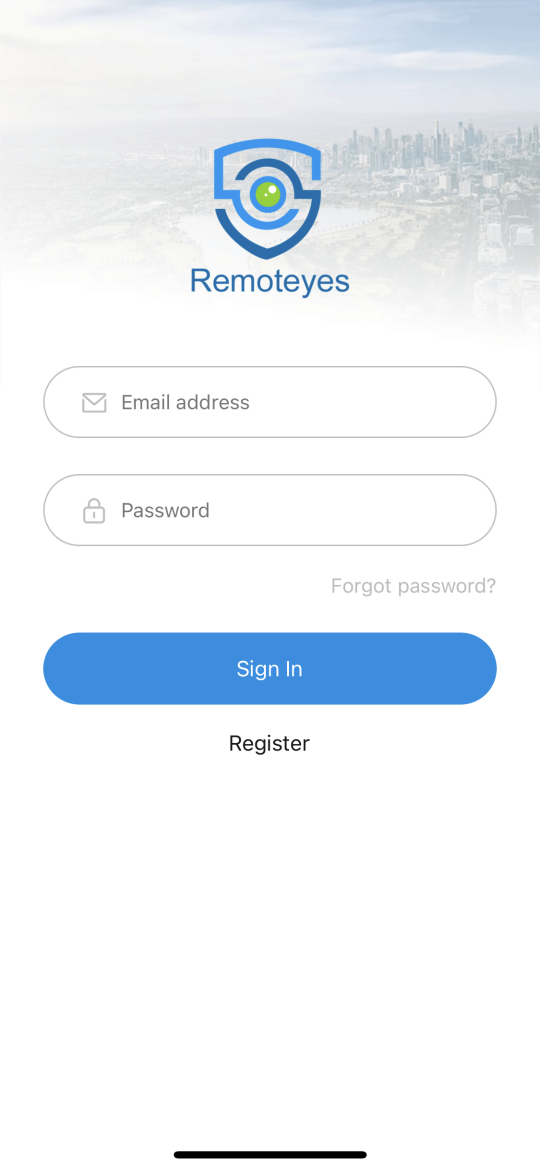 Remoteyes
Email address
Password
Forgot password?
Sign In
Register